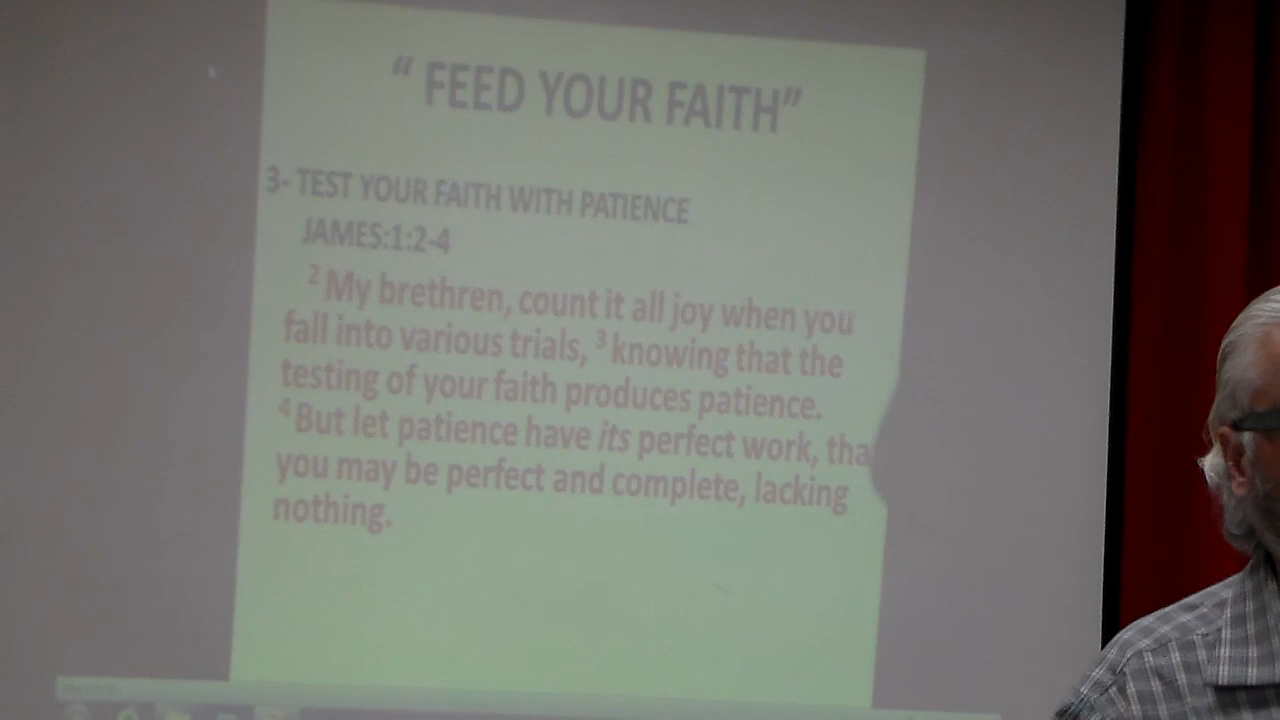 “ FEED YOUR FAITH”
3- TEST YOUR FAITH WITH PATIENCE
JAMES:1:2-4
2 My brethren, count it all joy when you
fall into various trials, 3 knowing that the
testing of your faith produces patience.
4 But let patience have its perfect work, tha
you may be perfect and complete, lacking
nothing.